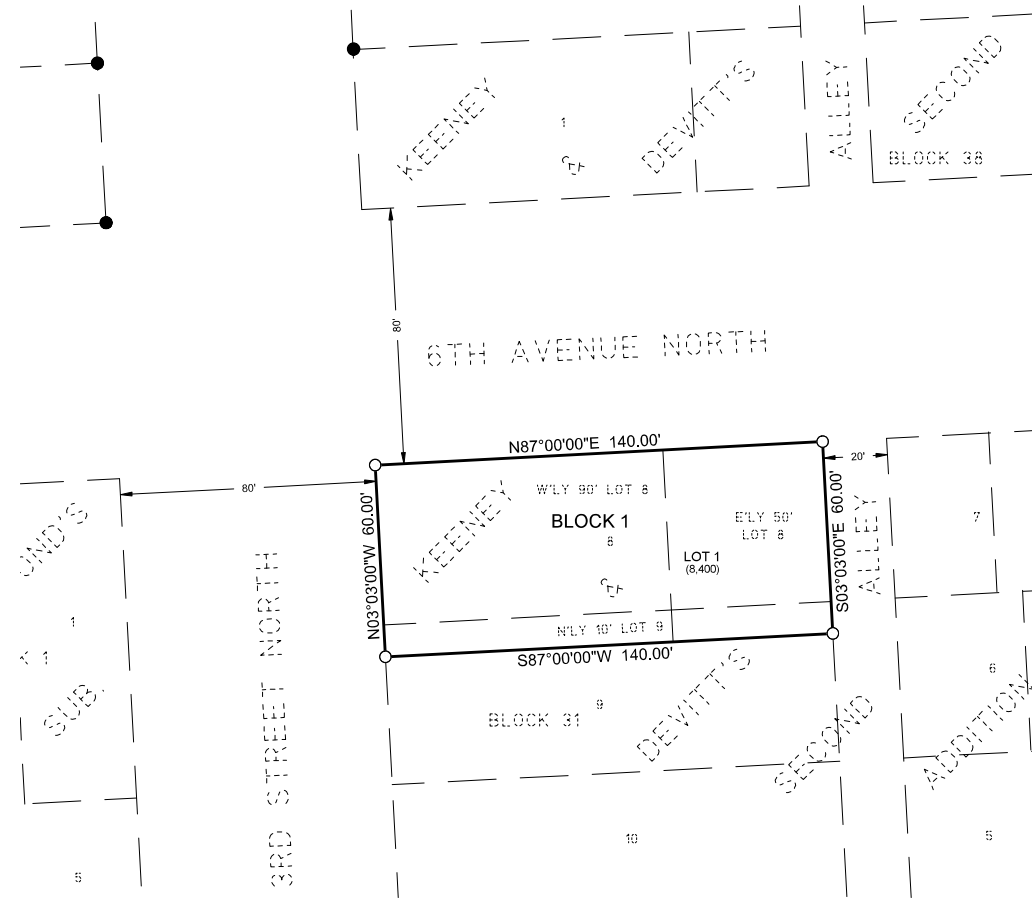 KEENEY
1
DEVITT'S
ALLEY
SECOND
BLOCK 38
80'
6TH AVENUE NORTH
N87°00'00"E 140.00'
80'
20'
N03°03'00"W 60.00'
S03°03'00"E 60.00'
W'LY 90' LOT 8
BLOCK 1
8
E'LY 50'
LOT 8
LOT 1
(8,400)
KEENEY
N'LY 10' LOT 9
S87°00'00"W 140.00'
ALLEY
7
3RD STREET NORTH
1
K 1
SUB.
5
BLOCK 31
9
DEVITT'S
SECOND
6
ADDITION,
10
5